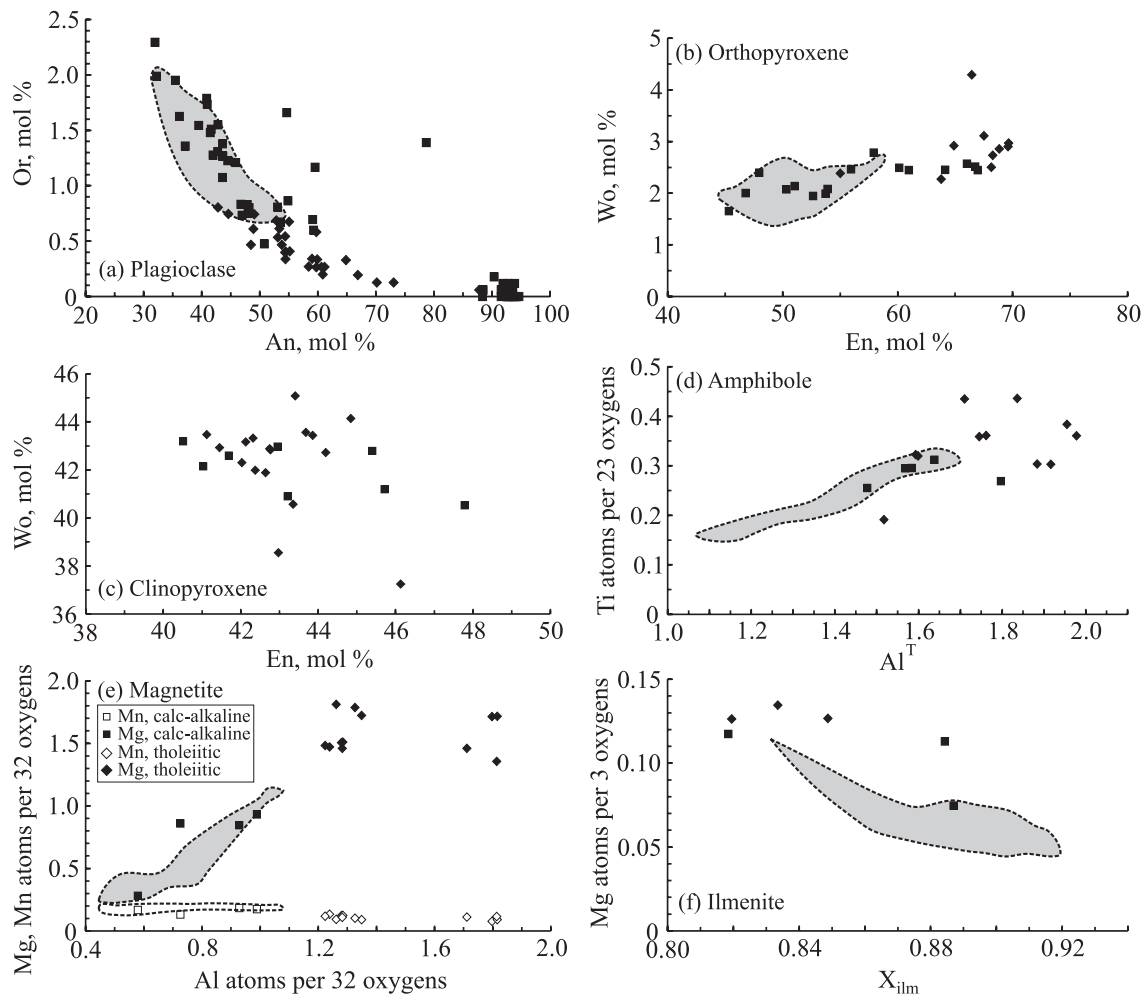 2.5
2.0
1.5
1.0
0.5
0
Or, mol %
(a) Plagioclase
20 30 40 50 60 70 80 90 100
An, mol %
5
4
3
2
1
0
Wo, mol %
(b) Orthopyroxene
40 50 60 70 80
En, mol %
46
44
42
40
38
36
Wo, mol %
(c) Clinopyroxene
38 40 42 44 46 48 50
En, mol %
0.5
0.4
0.3
0.2
0.1
0
Ti atoms per 23 oxygens
(d) Amphibole
1.0 1.2 1.4 1.6 1.8 2.0
Al^T
2.0
1.5
1.0
0.5
0
Mg, Mn atoms per 32 oxygens
(e) Magnetite
Mn, calc-alkaline
Mg, calc-alkaline
Mn, tholeiitic
Mg, tholeiitic
0.4 0.8 1.2 1.6 2.0
Al atoms per 32 oxygens
0.15
0.10
0.05
0
Mg atoms per 3 oxygens
(f) Ilmenite
0.80 0.84 0.88 0.92
X_ilm